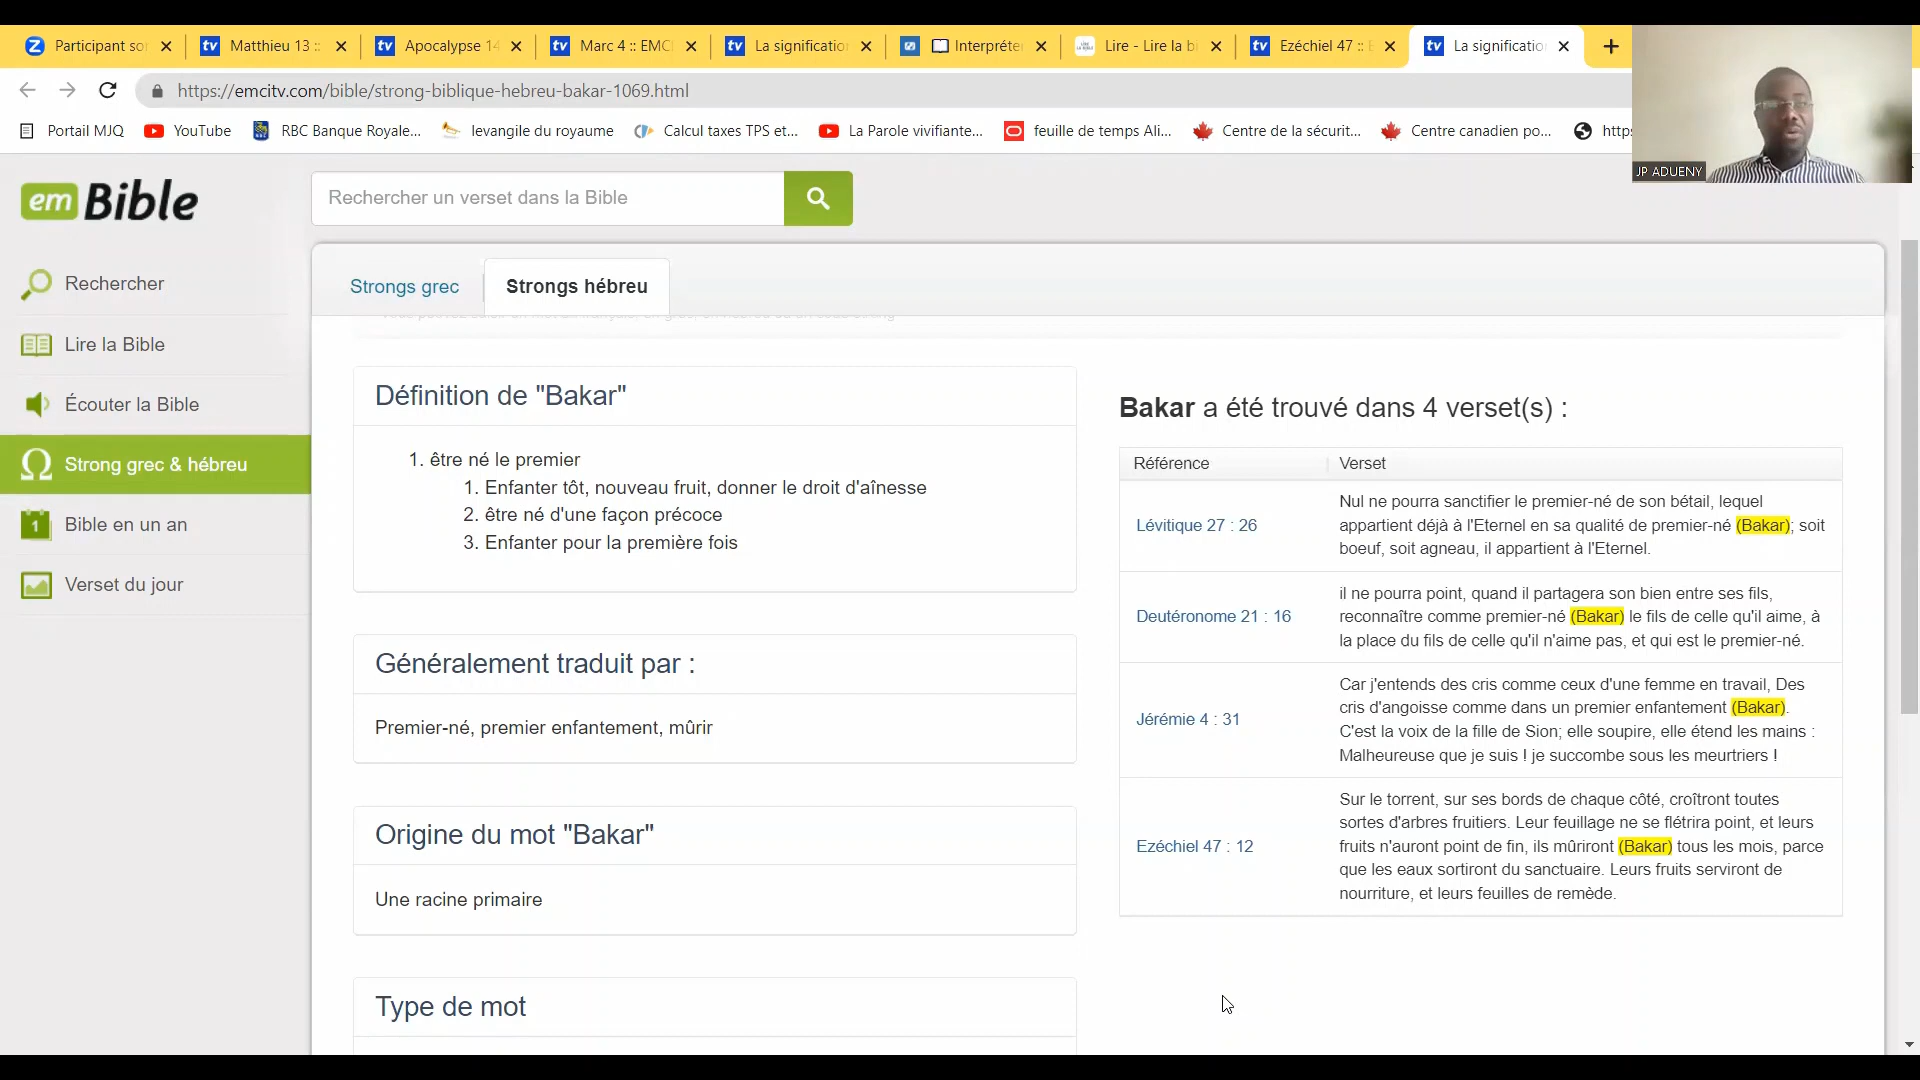 Participant so
Matthieu 13 ::
Apocalypse 14
Marc 4 :: EMCI
La significatio
Interpréte
Lire - Lire la bi
Ezéchiel 47 :: E
La significatio
https://emcitv.com/bible/strong-biblique-hebreu-bakar-1069.html
Portail MJQ
YouTube
RBC Banque Royale...
levangile du royaume
Calcul taxes TPS et...
La Parole vivifiante...
feuille de temps Ali...
Centre de la sécurit...
Centre canadien po...
https
JP ADUENY
em Bible
Rechercher un verset dans la Bible
Rechercher
Lire la Bible
Écouter la Bible
Strong grec & hébreu
Bible en un an
Verset du jour
Strongs grec
Strongs hébreu
Définition de "Bakar"
1. être né le premier
1. Enfanter tôt, nouveau fruit, donner le droit d'aînesse
2. être né d'une façon précoce
3. Enfanter pour la première fois
Généralement traduit par :
Premier-né, premier enfantement, mûrir
Origine du mot "Bakar"
Une racine primaire
Type de mot
Bakar a été trouvé dans 4 verset(s) :
Référence Verset
Lévitique 27 : 26
Nul ne pourra sanctifier le premier-né de son bétail, lequel
appartient déjà à l'Eternel en sa qualité de premier-né (Bakar); soit
boeuf, soit agneau, il appartient à l'Eternel.
Deutéronome 21 : 16
il ne pourra point, quand il partagera son bien entre ses fils,
reconnaître comme premier-né (Bakar) le fils de celle qu'il aime, à
la place du fils de celle qu'il n'aime pas, et qui est le premier-né.
Jérémie 4 : 31
Car j'entends des cris comme ceux d'une femme en travail, Des
cris d'angoisse comme dans un premier enfantement (Bakar).
C'est la voix de la fille de Sion; elle soupire, elle étend les mains :
Malheureuse que je suis ! je succombe sous les meurtriers !
Ezéchiel 47 : 12
Sur le torrent, sur ses bords de chaque côté, croîtront toutes
sortes d'arbres fruitiers. Leur feuillage ne se flétrira point, et leurs
fruits n'auront point de fin, ils mûriront (Bakar) tous les mois, parce
que les eaux sortiront du sanctuaire. Leurs fruits serviront de
nourriture, et leurs feuilles de remède.